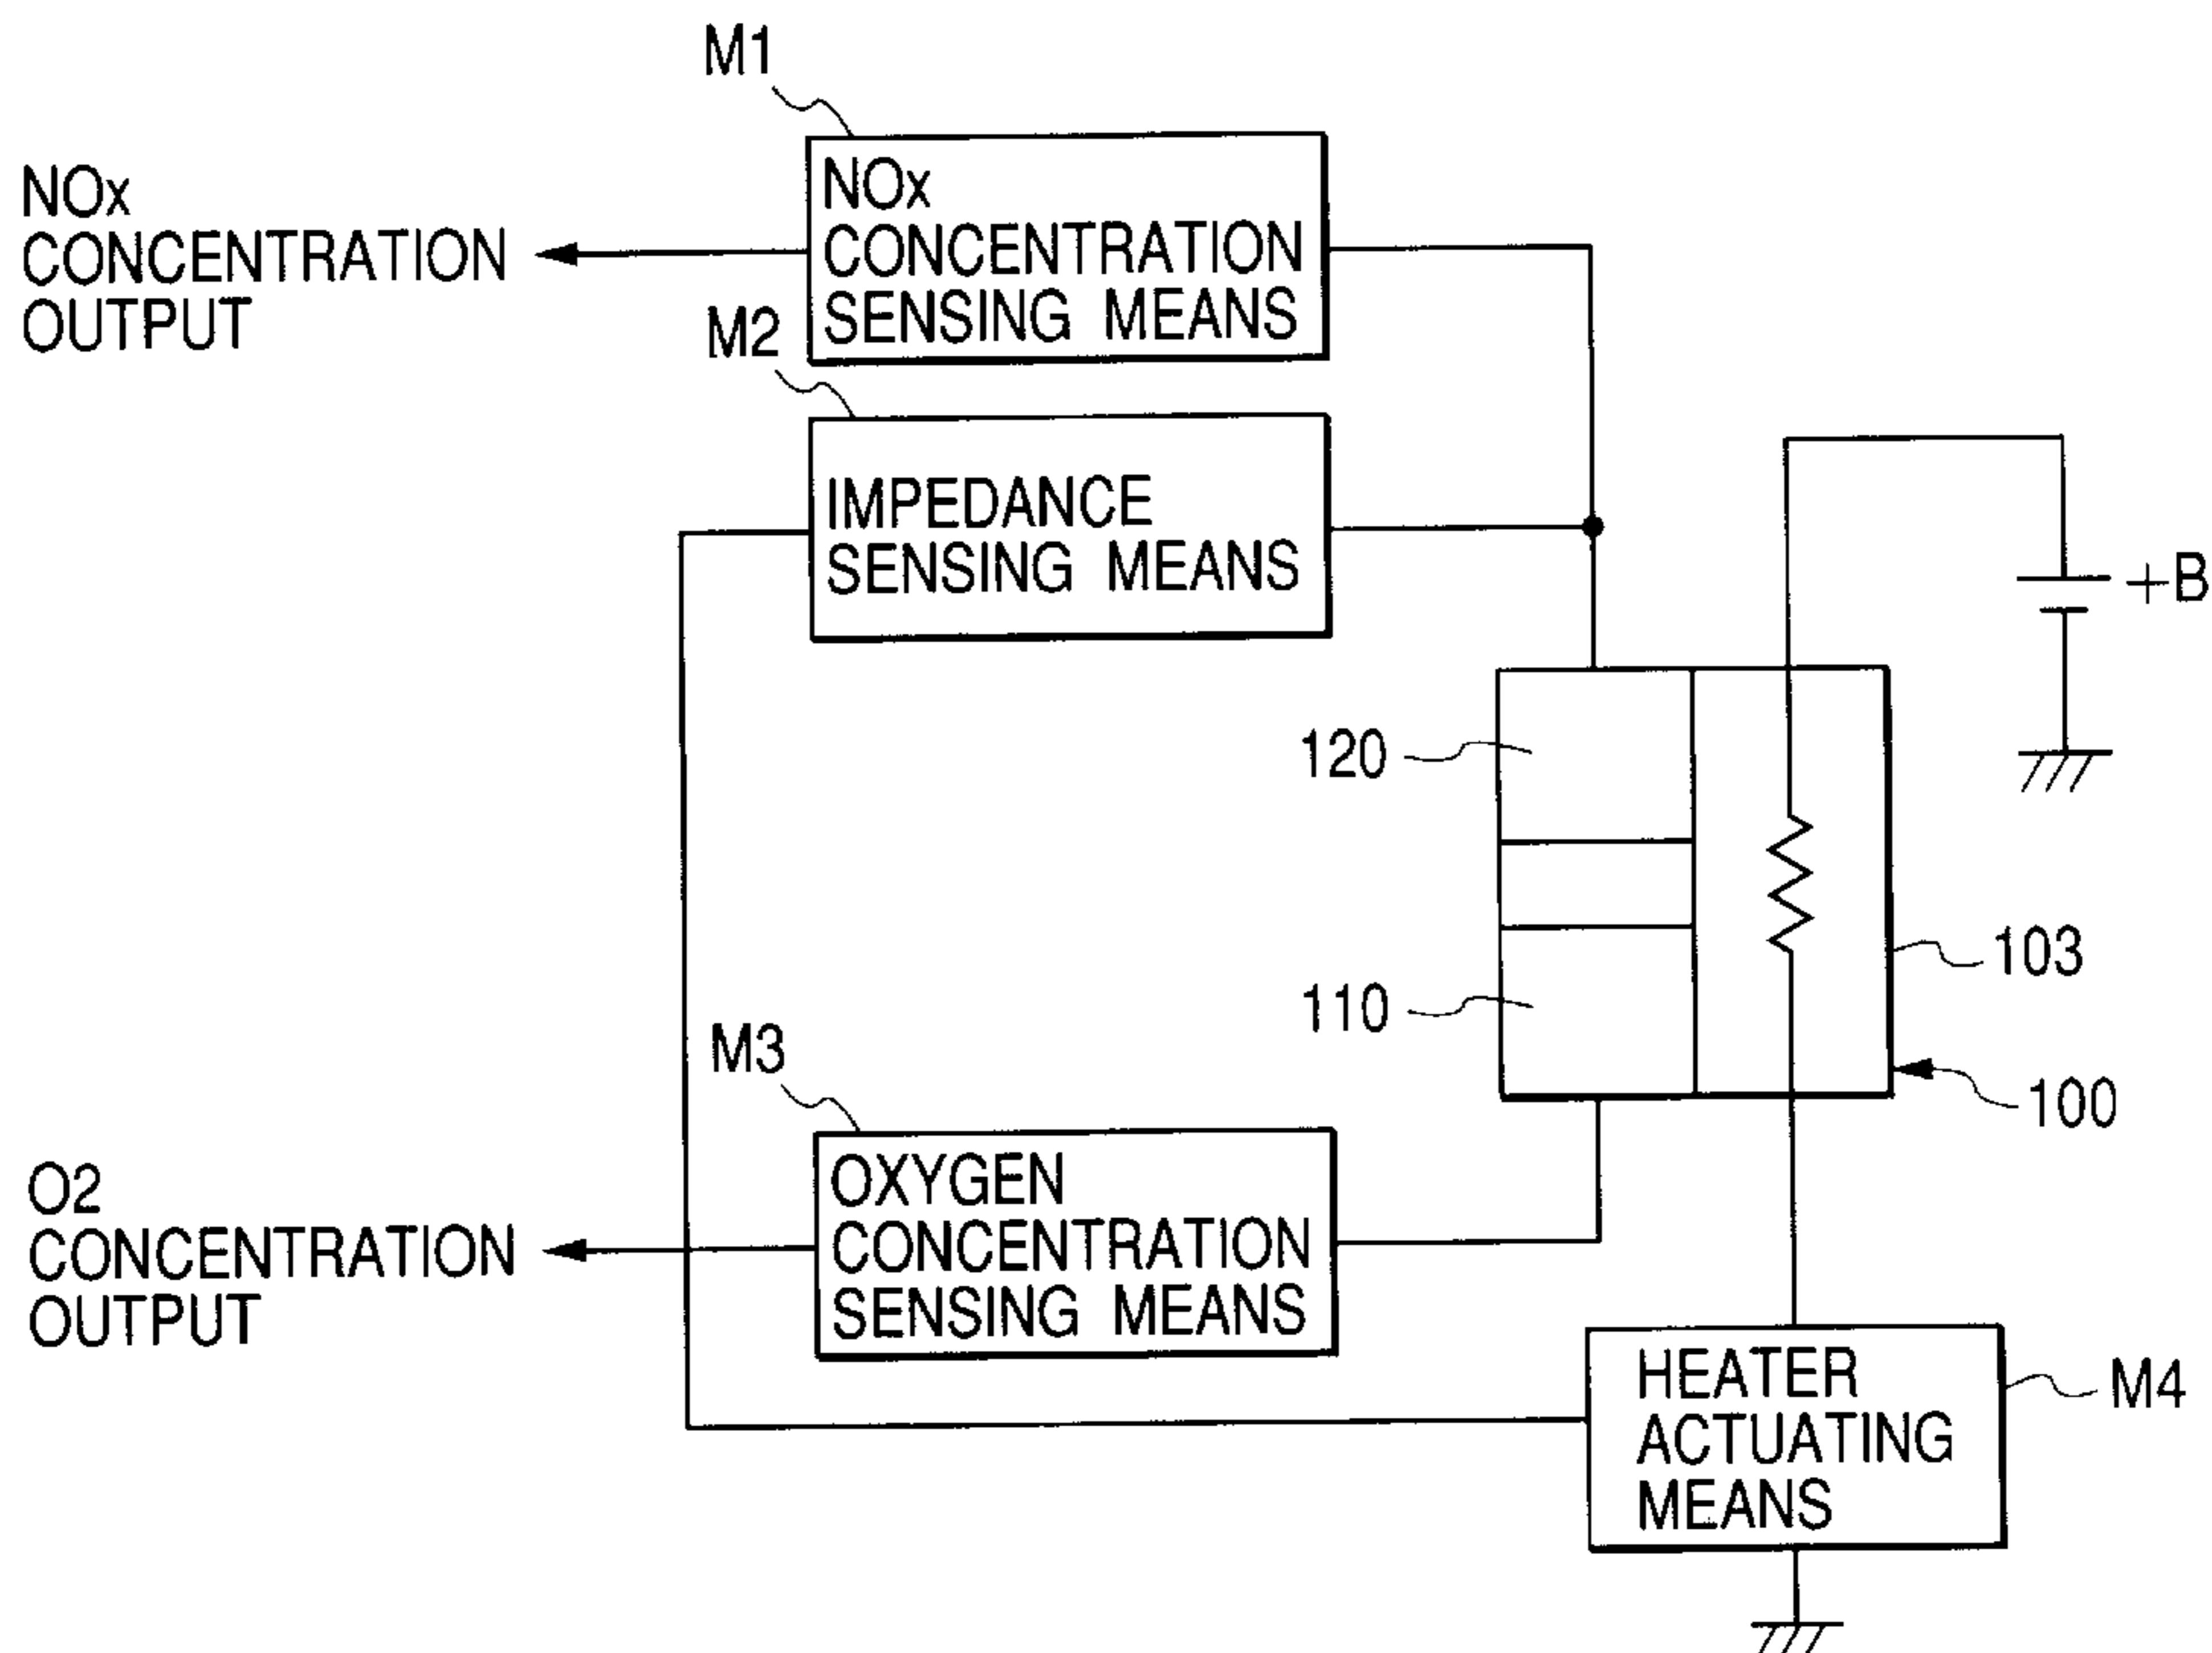 M1
NOx
CONCENTRATION
OUTPUT
NOx
CONCENTRATION
SENSING MEANS
M2
IMPEDANCE
SENSING MEANS
+B
120
103
110
100
M3
O2
CONCENTRATION
OUTPUT
OXYGEN
CONCENTRATION
SENSING MEANS
HEATER
ACTUATING
MEANS
M4